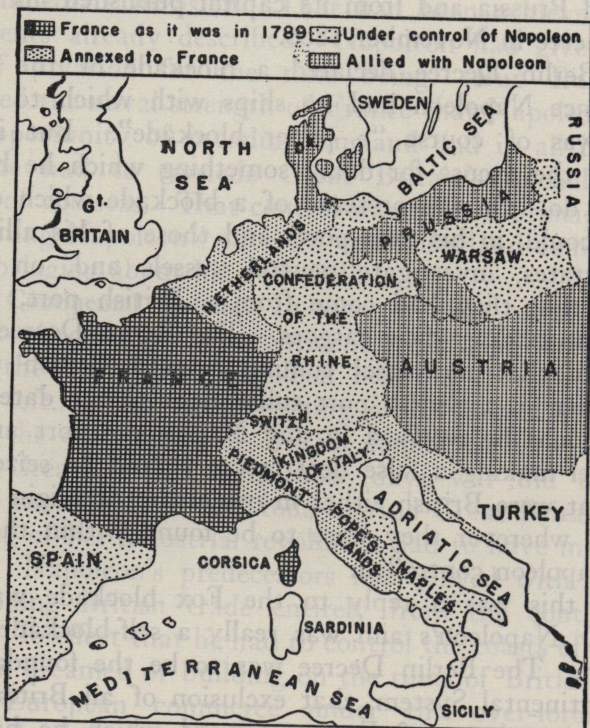 France as it was in 1789
Under control of Napoleon
Annexed to France
Allied with Napoleon
SWEDEN
NORTH
SEA
BALTIC SEA
RUSSIA
Gt.
BRITAIN
PRUSSIA
WARSAW
NETHERLANDS
CONFEDERATION
OF THE
RHINE
FRANCE
AUSTRIA
SWITZ
KINGDOM
OF ITALY
PIEDMONT
ADRIATIC SEA
TURKEY
POPE'S
LANDS
NAPLES
SPAIN
CORSICA
SARDINIA
MEDITERRANEAN SEA
SICILY